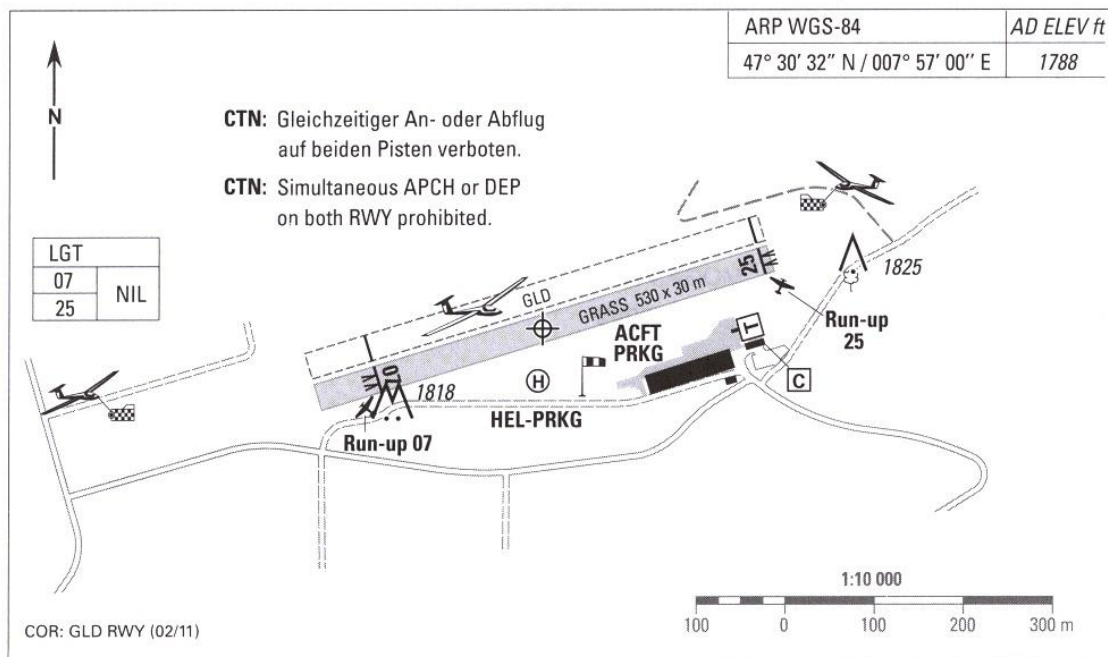 ARP WGS-84
AD ELEV ft
47° 30' 32'' N / 007° 57' 00'' E
1788
N
CTN: Gleichzeitiger An- oder Abflug
auf beiden Pisten verboten.
CTN: Simultaneous APCH or DEP
on both RWY prohibited.
LGT
07
25
NIL
1825
25
GLD
GRASS 530 x 30 m
Run-up
25
ACFT
PRKG
T
C
07
1818
H
HEL-PRKG
Run-up 07
1:10 000
100 0 100 200 300 m
COR: GLD RWY (02/11)